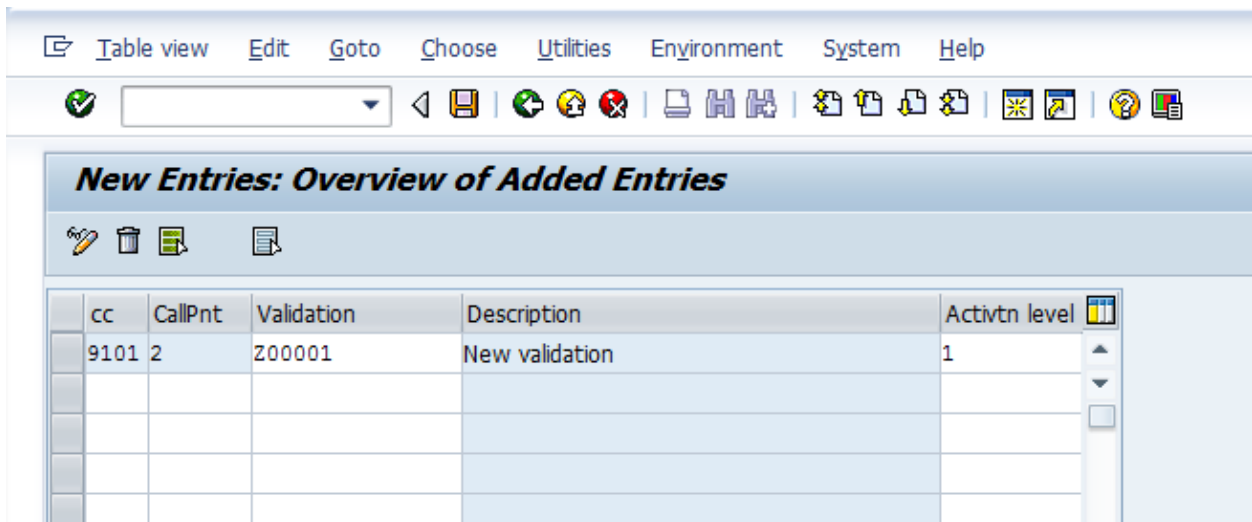 Table view Edit Goto Choose Utilities Environment System Help
New Entries: Overview of Added Entries
cc CallPnt Validation Description Activtn level
9101 2 Z00001 New validation 1